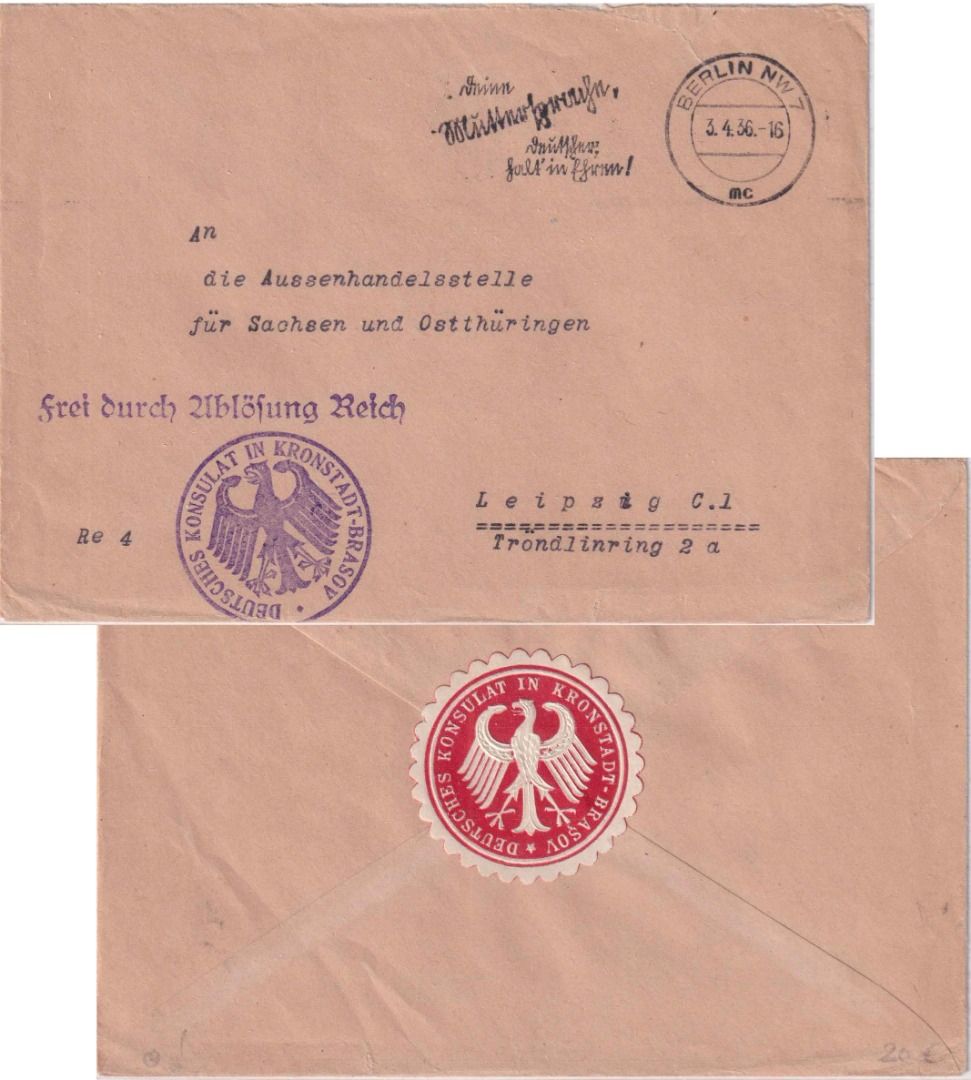 Deine
Muttersprache,
Deutscher,
halt' in Ehren!
BERLIN NW 7
3.4.36.-16
mc
An
die Aussenhandelsstelle
für Sachsen und Ostthüringen
Frei durch Ablösung Reich
DEUTSCHES KONSULAT IN KRONSTADT-BRASOV
Re 4
Leipzig C.1
Tröndlinring 2 a
DEUTSCHES KONSULAT IN KRONSTADT-BRAŞOV
20 €